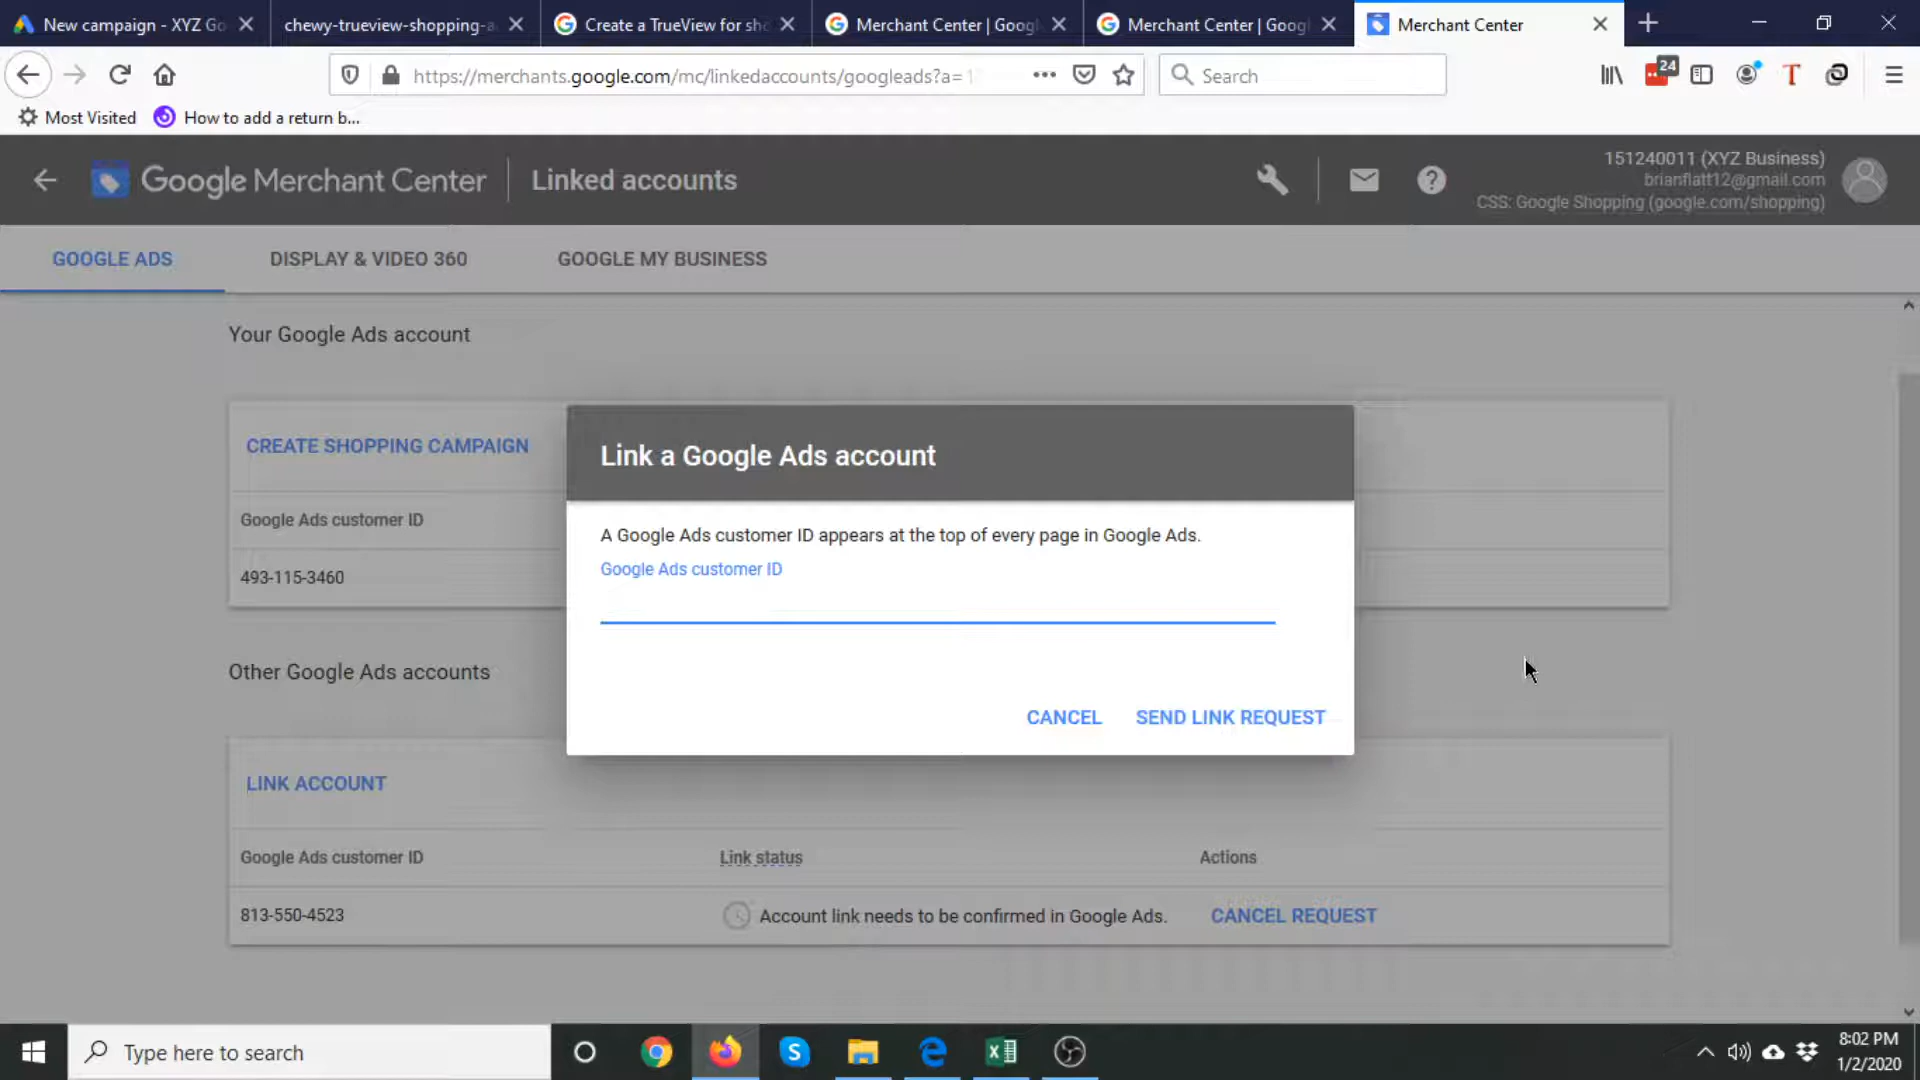 New campaign - XYZ Go
chewy-trueview-shopping-a
Create a TrueView for sho
Merchant Center | Googl
Merchant Center | Googl
Merchant Center
https://merchants.google.com/mc/linkedaccounts/googleads?a=1
Search
24
Most Visited
How to add a return b...
Google Merchant Center
Linked accounts
151240011 (XYZ Business)
brianflatt12@gmail.com
CSS: Google Shopping (google.com/shopping)
GOOGLE ADS
DISPLAY & VIDEO 360
GOOGLE MY BUSINESS
Your Google Ads account
CREATE SHOPPING CAMPAIGN
Google Ads customer ID
493-115-3460
Link a Google Ads account
A Google Ads customer ID appears at the top of every page in Google Ads.
Google Ads customer ID
CANCEL
SEND LINK REQUEST
Other Google Ads accounts
LINK ACCOUNT
Google Ads customer ID
Link status
Actions
813-550-4523
Account link needs to be confirmed in Google Ads.
CANCEL REQUEST
Type here to search
8:02 PM
1/2/2020